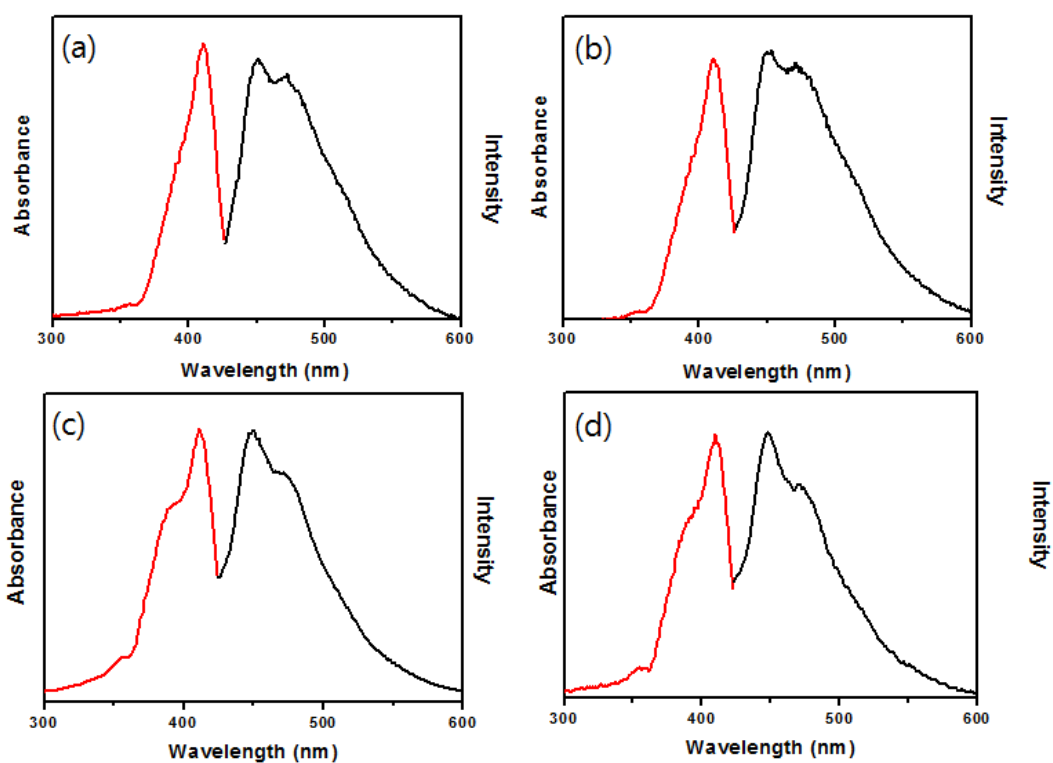 (a)
Absorbance
Intensity
300 400 500 600
Wavelength (nm)
(b)
Absorbance
Intensity
300 400 500 600
Wavelength (nm)
(c)
Absorbance
Intensity
300 400 500 600
Wavelength (nm)
(d)
Absorbance
Intensity
300 400 500 600
Wavelength (nm)